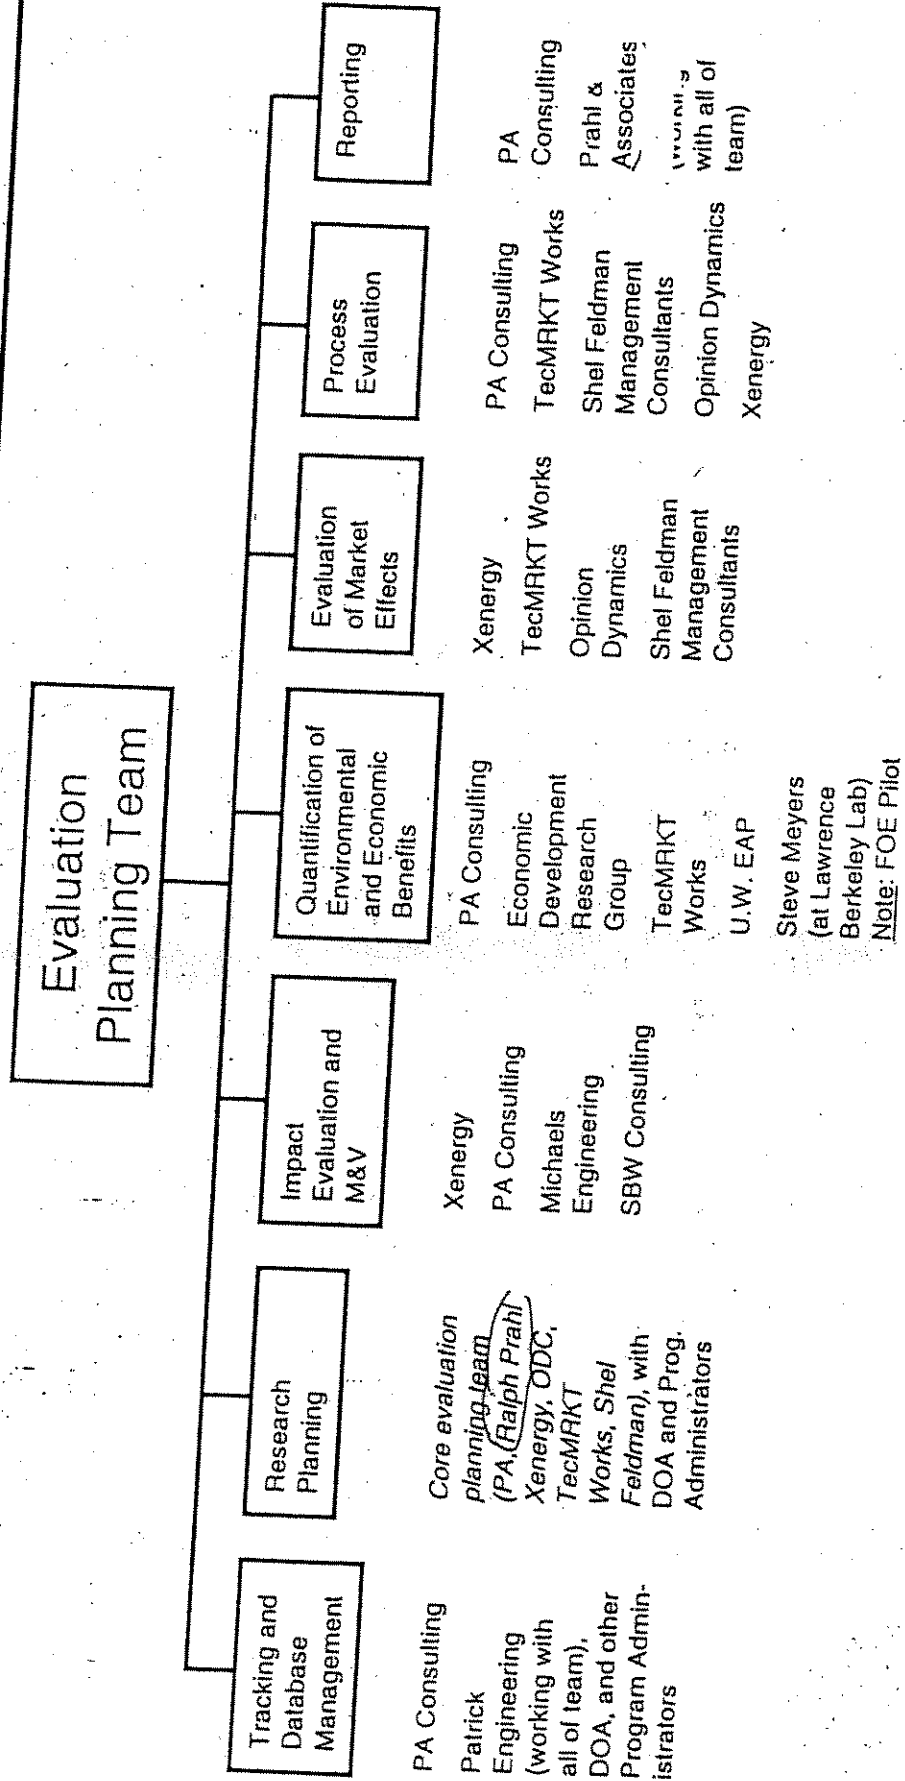 Evaluation
Planning Team
Tracking and
Database
Management
PA Consulting
Patrick
Engineering
(working with
all of team),
DOA, and other
Program Admin-
istrators
Research
Planning
Core evaluation
planning team
(PA, (Ralph Prahl
Xenergy, ODC,
TecMRKT
Works, Shel
Feldman), with
DOA and Prog.
Administrators
Impact
Evaluation and
M&V
Xenergy
PA Consulting
Michaels
Engineering
SBW Consulting
Quantification of
Environmental
and Economic
Benefits
PA Consulting
Economic
Development
Research
Group
TecMRKT
Works
U.W. EAP
Steve Meyers
(at Lawrence
Berkeley Lab)
Note: FOE Pilot
Evaluation
of Market
Effects
Xenergy
TecMRKT Works
Opinion
Dynamics
Shel Feldman
Management
Consultants
Process
Evaluation
PA Consulting
TecMRKT Works
Shel Feldman
Management
Consultants
Opinion Dynamics
Xenergy
Reporting
PA
Consulting
Prahl &
Associates
with all of
team)